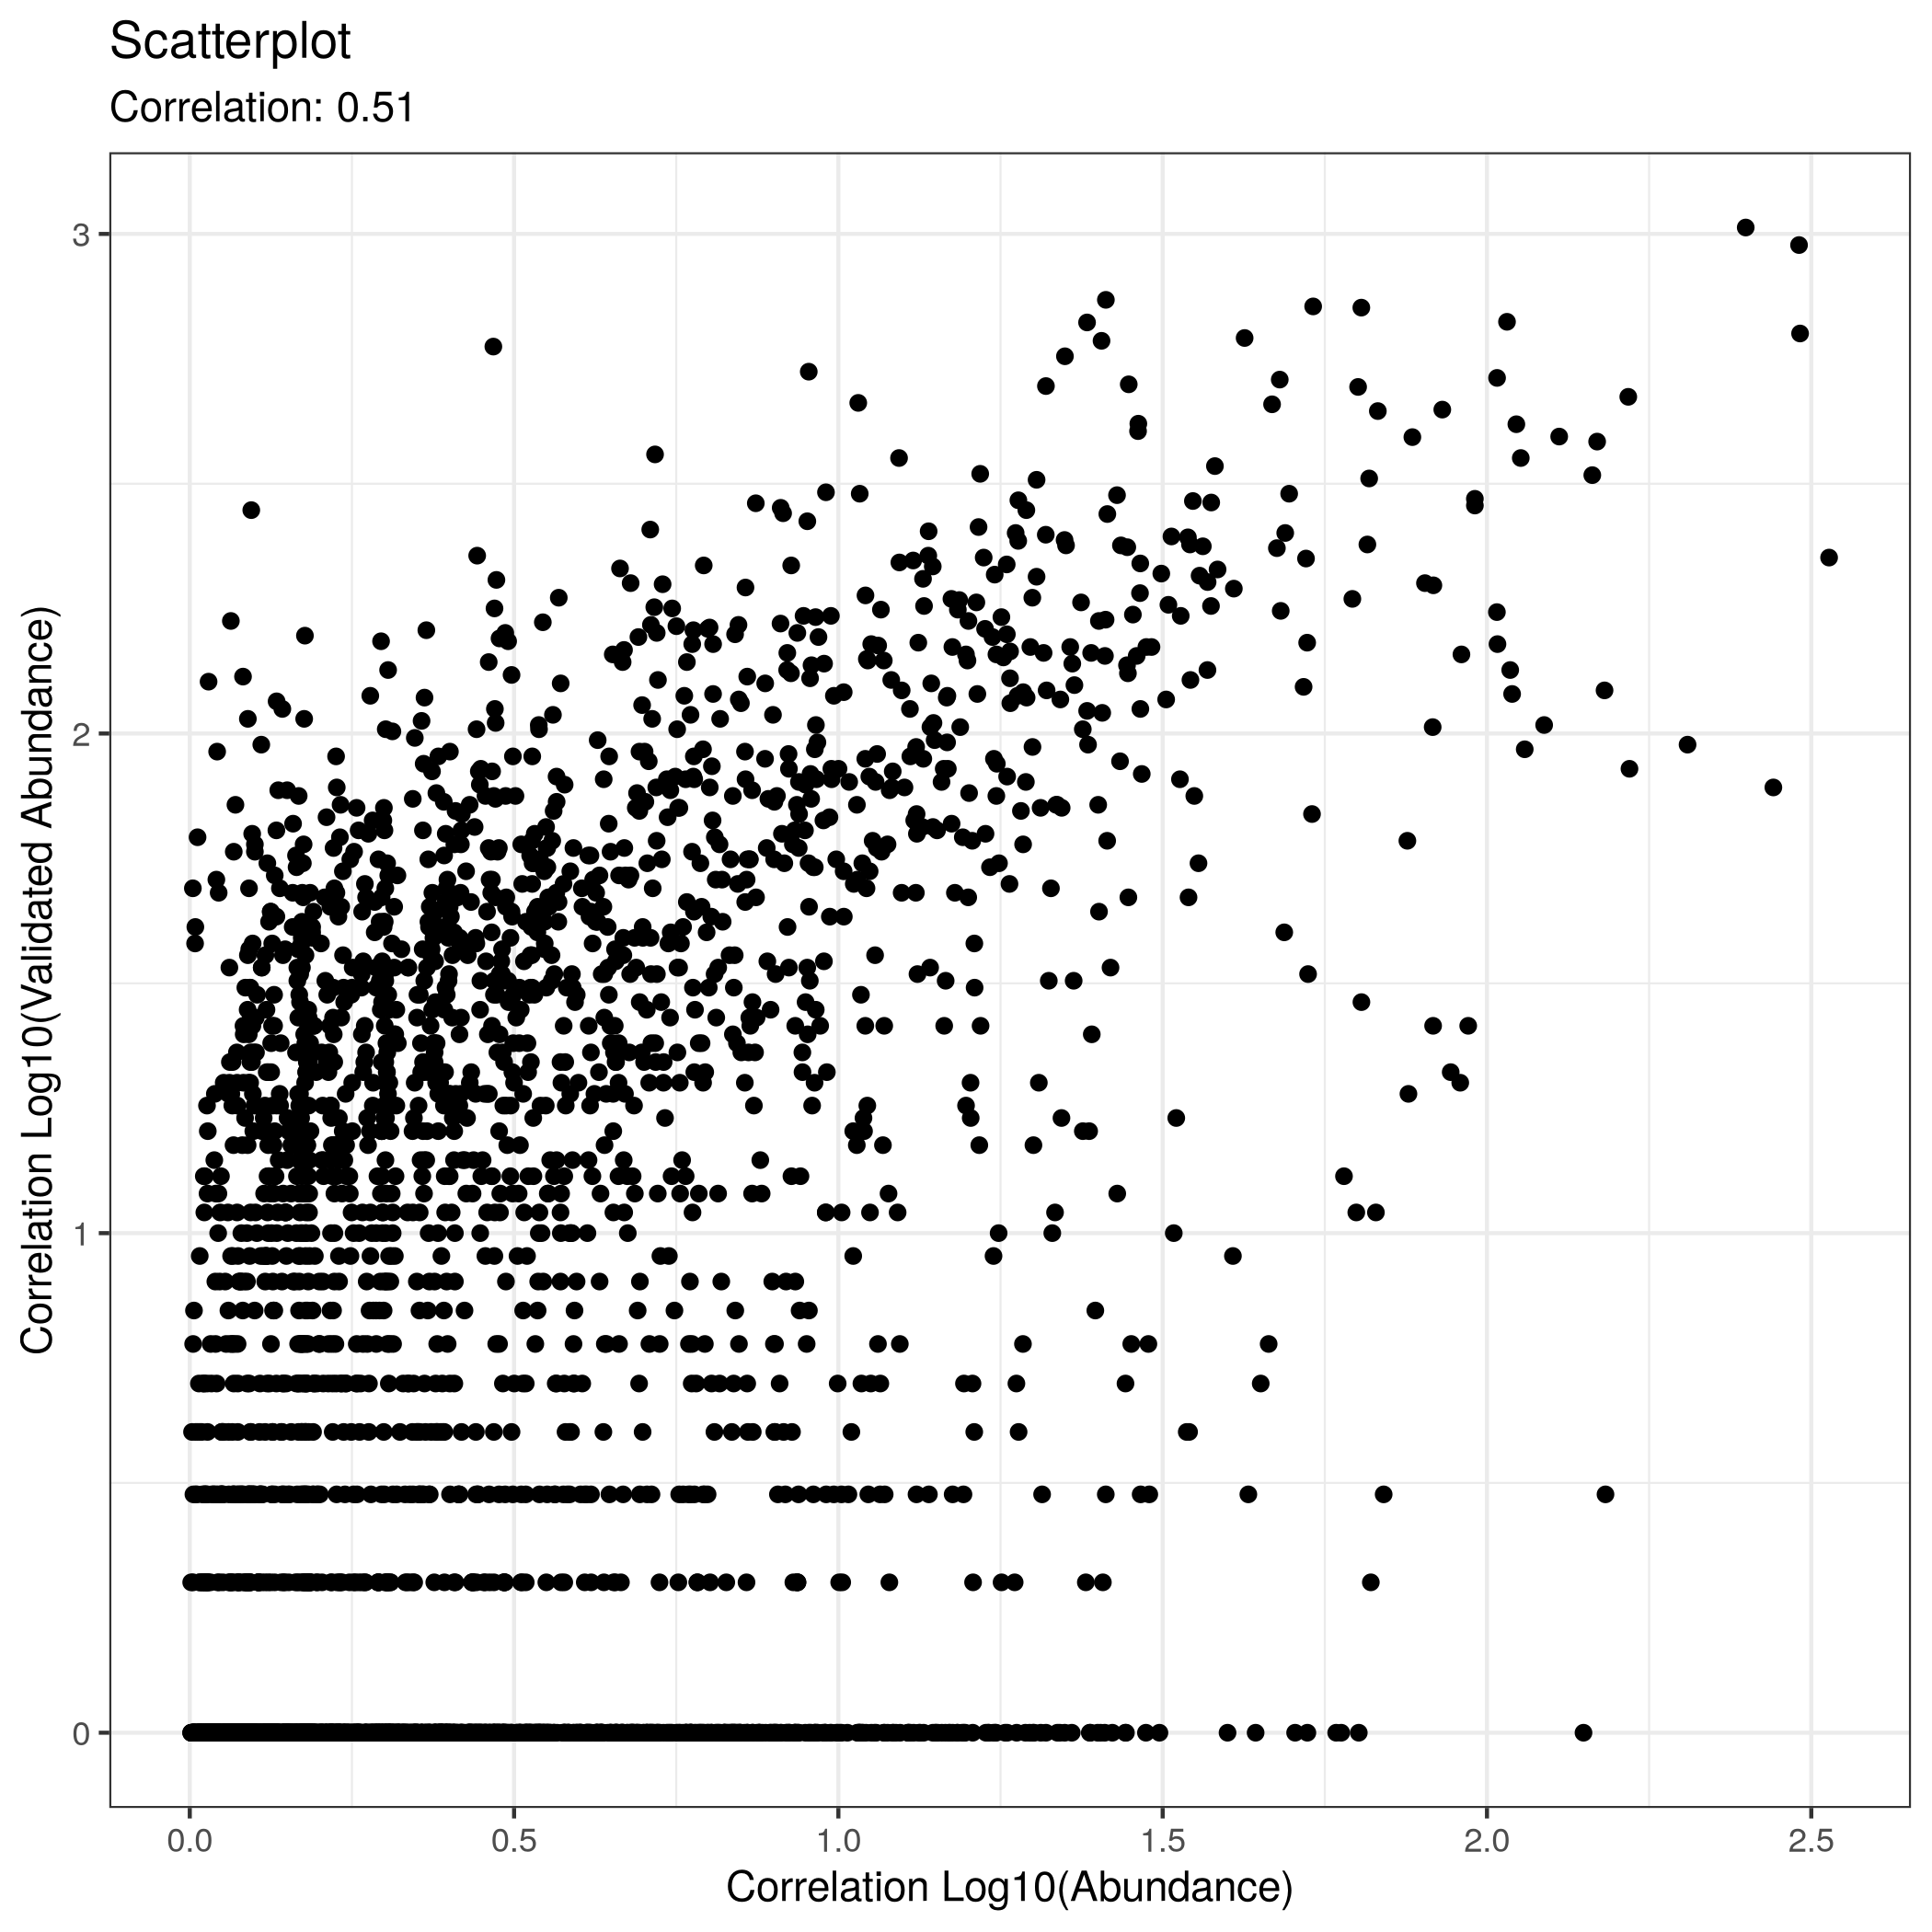 Scatterplot
Correlation: 0.51
Correlation Log10(Validated Abundance)
3
2
1
0
0.0 0.5 1.0 1.5 2.0 2.5
Correlation Log10(Abundance)